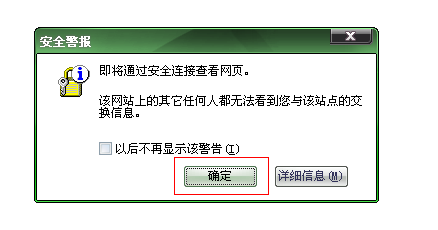 安全警报
即将通过安全连接查看网页。
该网站上的其它任何人都无法看到您与该站点的交
换信息。
以后不再显示该警告(I)
确定
详细信息(M)